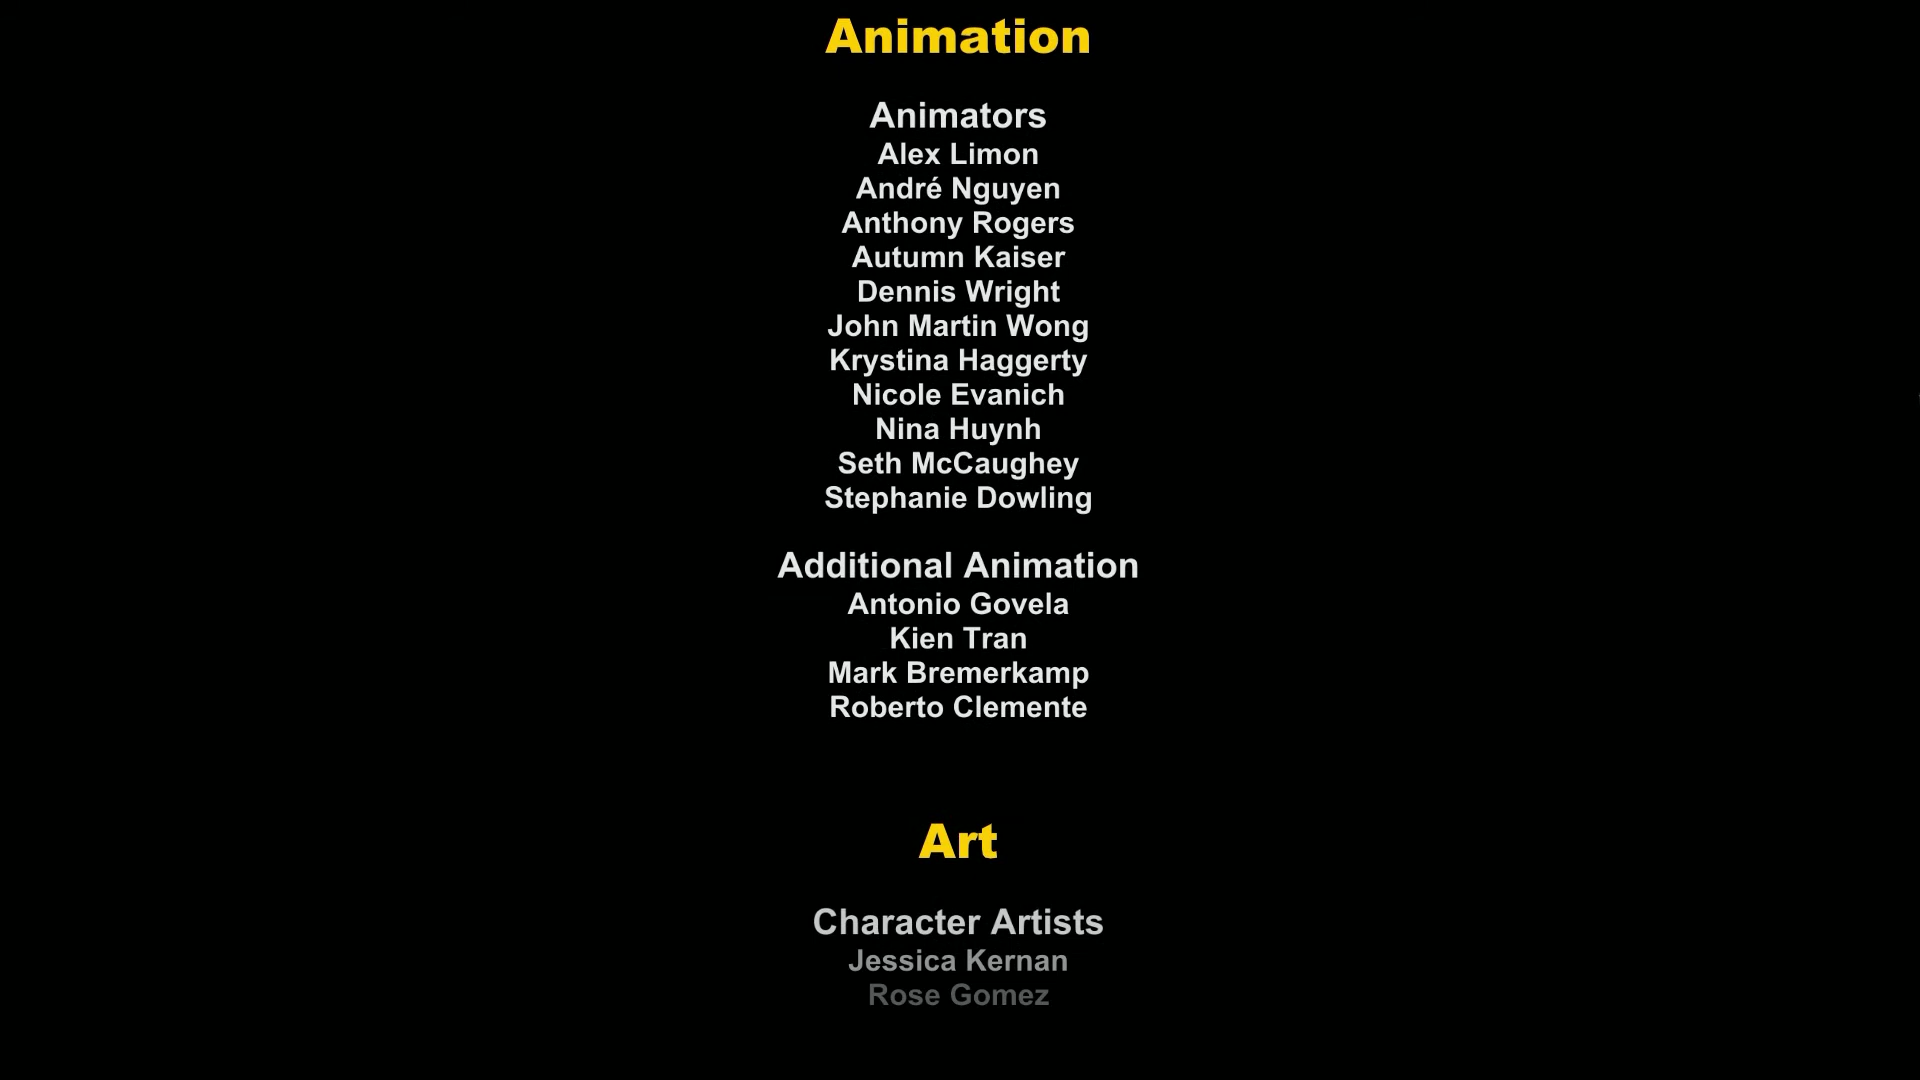 Animation
Animators
Alex Limon
André Nguyen
Anthony Rogers
Autumn Kaiser
Dennis Wright
John Martin Wong
Krystina Haggerty
Nicole Evanich
Nina Huynh
Seth McCaughey
Stephanie Dowling
Additional Animation
Antonio Govela
Kien Tran
Mark Bremerkamp
Roberto Clemente
Art
Character Artists
Jessica Kernan
Rose Gomez